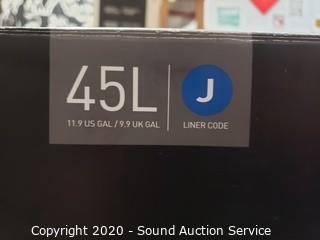 45L
J
11.9 US GAL / 9.9 UK GAL
LINER CODE
Copyright 2020 - Sound Auction Service